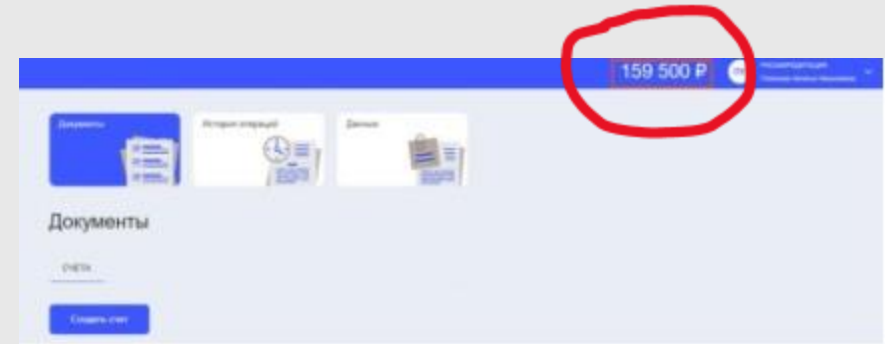 159 500 ₽
Документы
История операций
Данные
Документы
СЧЕТА
Создать счет